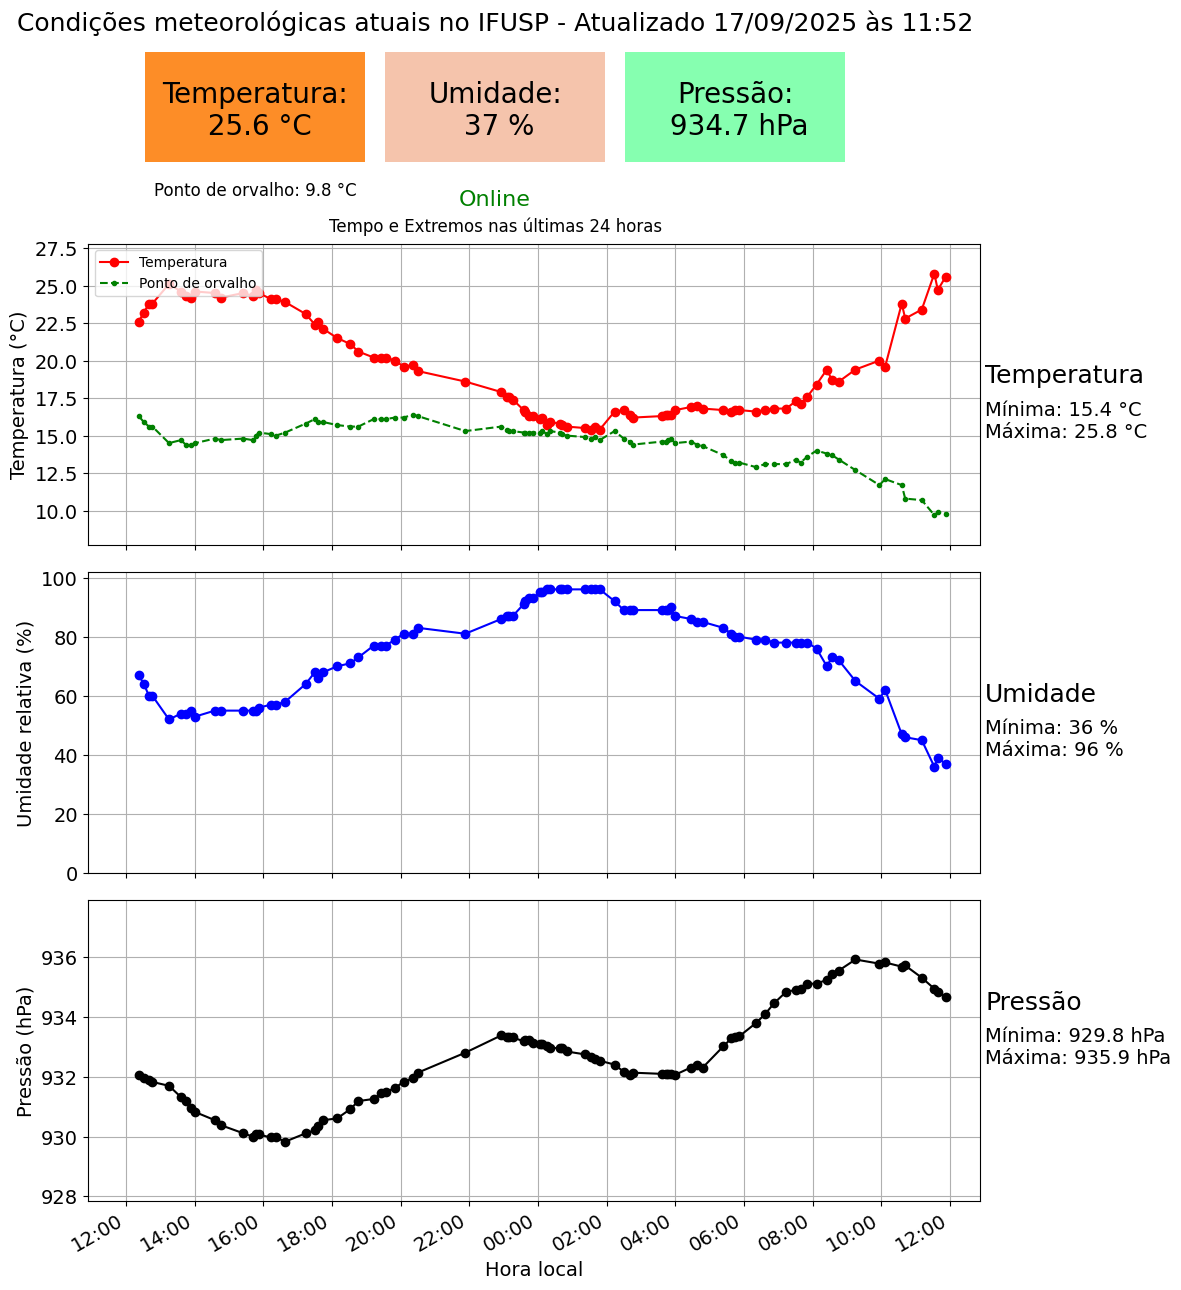 Condições meteorológicas atuais no IFUSP - Atualizado 17/09/2025 às 11:52
Temperatura:
25.6 °C
Umidade:
37 %
Pressão:
934.7 hPa
Ponto de orvalho: 9.8 °C
Online
Tempo e Extremos nas últimas 24 horas
Temperatura
Ponto de orvalho
Temperatura (°C)
27.5
25.0
22.5
20.0
17.5
15.0
12.5
10.0
Temperatura
Mínima: 15.4 °C
Máxima: 25.8 °C
Umidade relativa (%)
100
80
60
40
20
0
Umidade
Mínima: 36 %
Máxima: 96 %
Pressão (hPa)
936
934
932
930
928
Pressão
Mínima: 929.8 hPa
Máxima: 935.9 hPa
12:00
14:00
16:00
18:00
20:00
22:00
00:00
02:00
04:00
06:00
08:00
10:00
12:00
Hora local